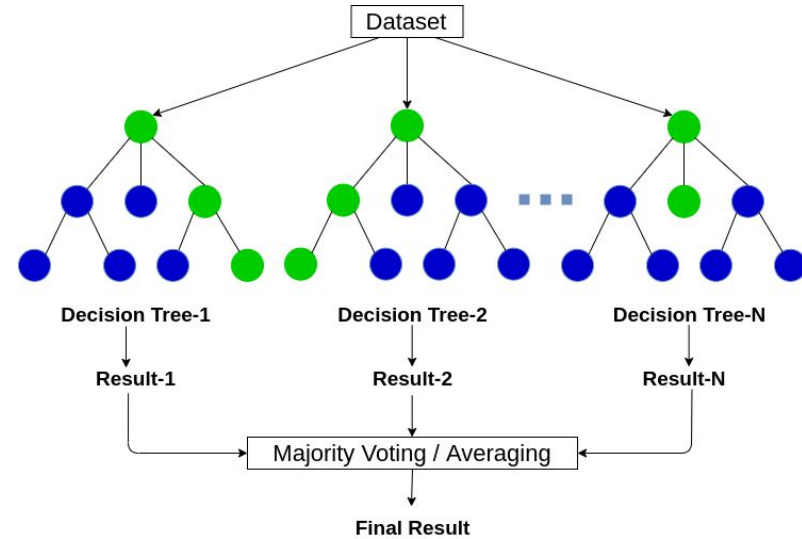 Dataset
Decision Tree-1
Decision Tree-2
Decision Tree-N
Result-1
Result-2
Result-N
Majority Voting / Averaging
Final Result